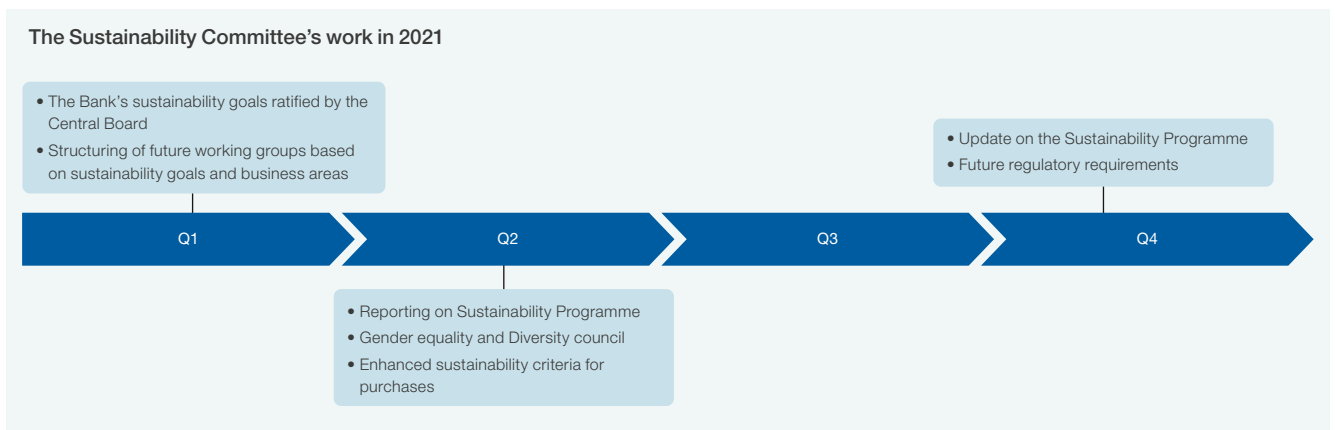 The Sustainability Committee’s work in 2021
• The Bank’s sustainability goals ratified by the
Central Board
• Structuring of future working groups based
on sustainability goals and business areas
• Update on the Sustainability Programme
• Future regulatory requirements
Q1
Q2
Q3
Q4
• Reporting on Sustainability Programme
• Gender equality and Diversity council
• Enhanced sustainability criteria for
purchases